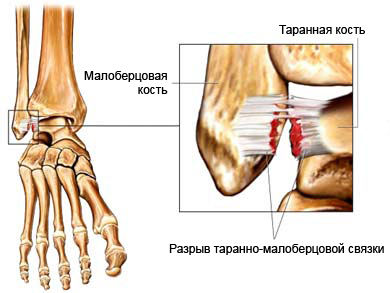 Таранная кость
Малоберцовая
кость
Разрыв таранно-малоберцовой связки